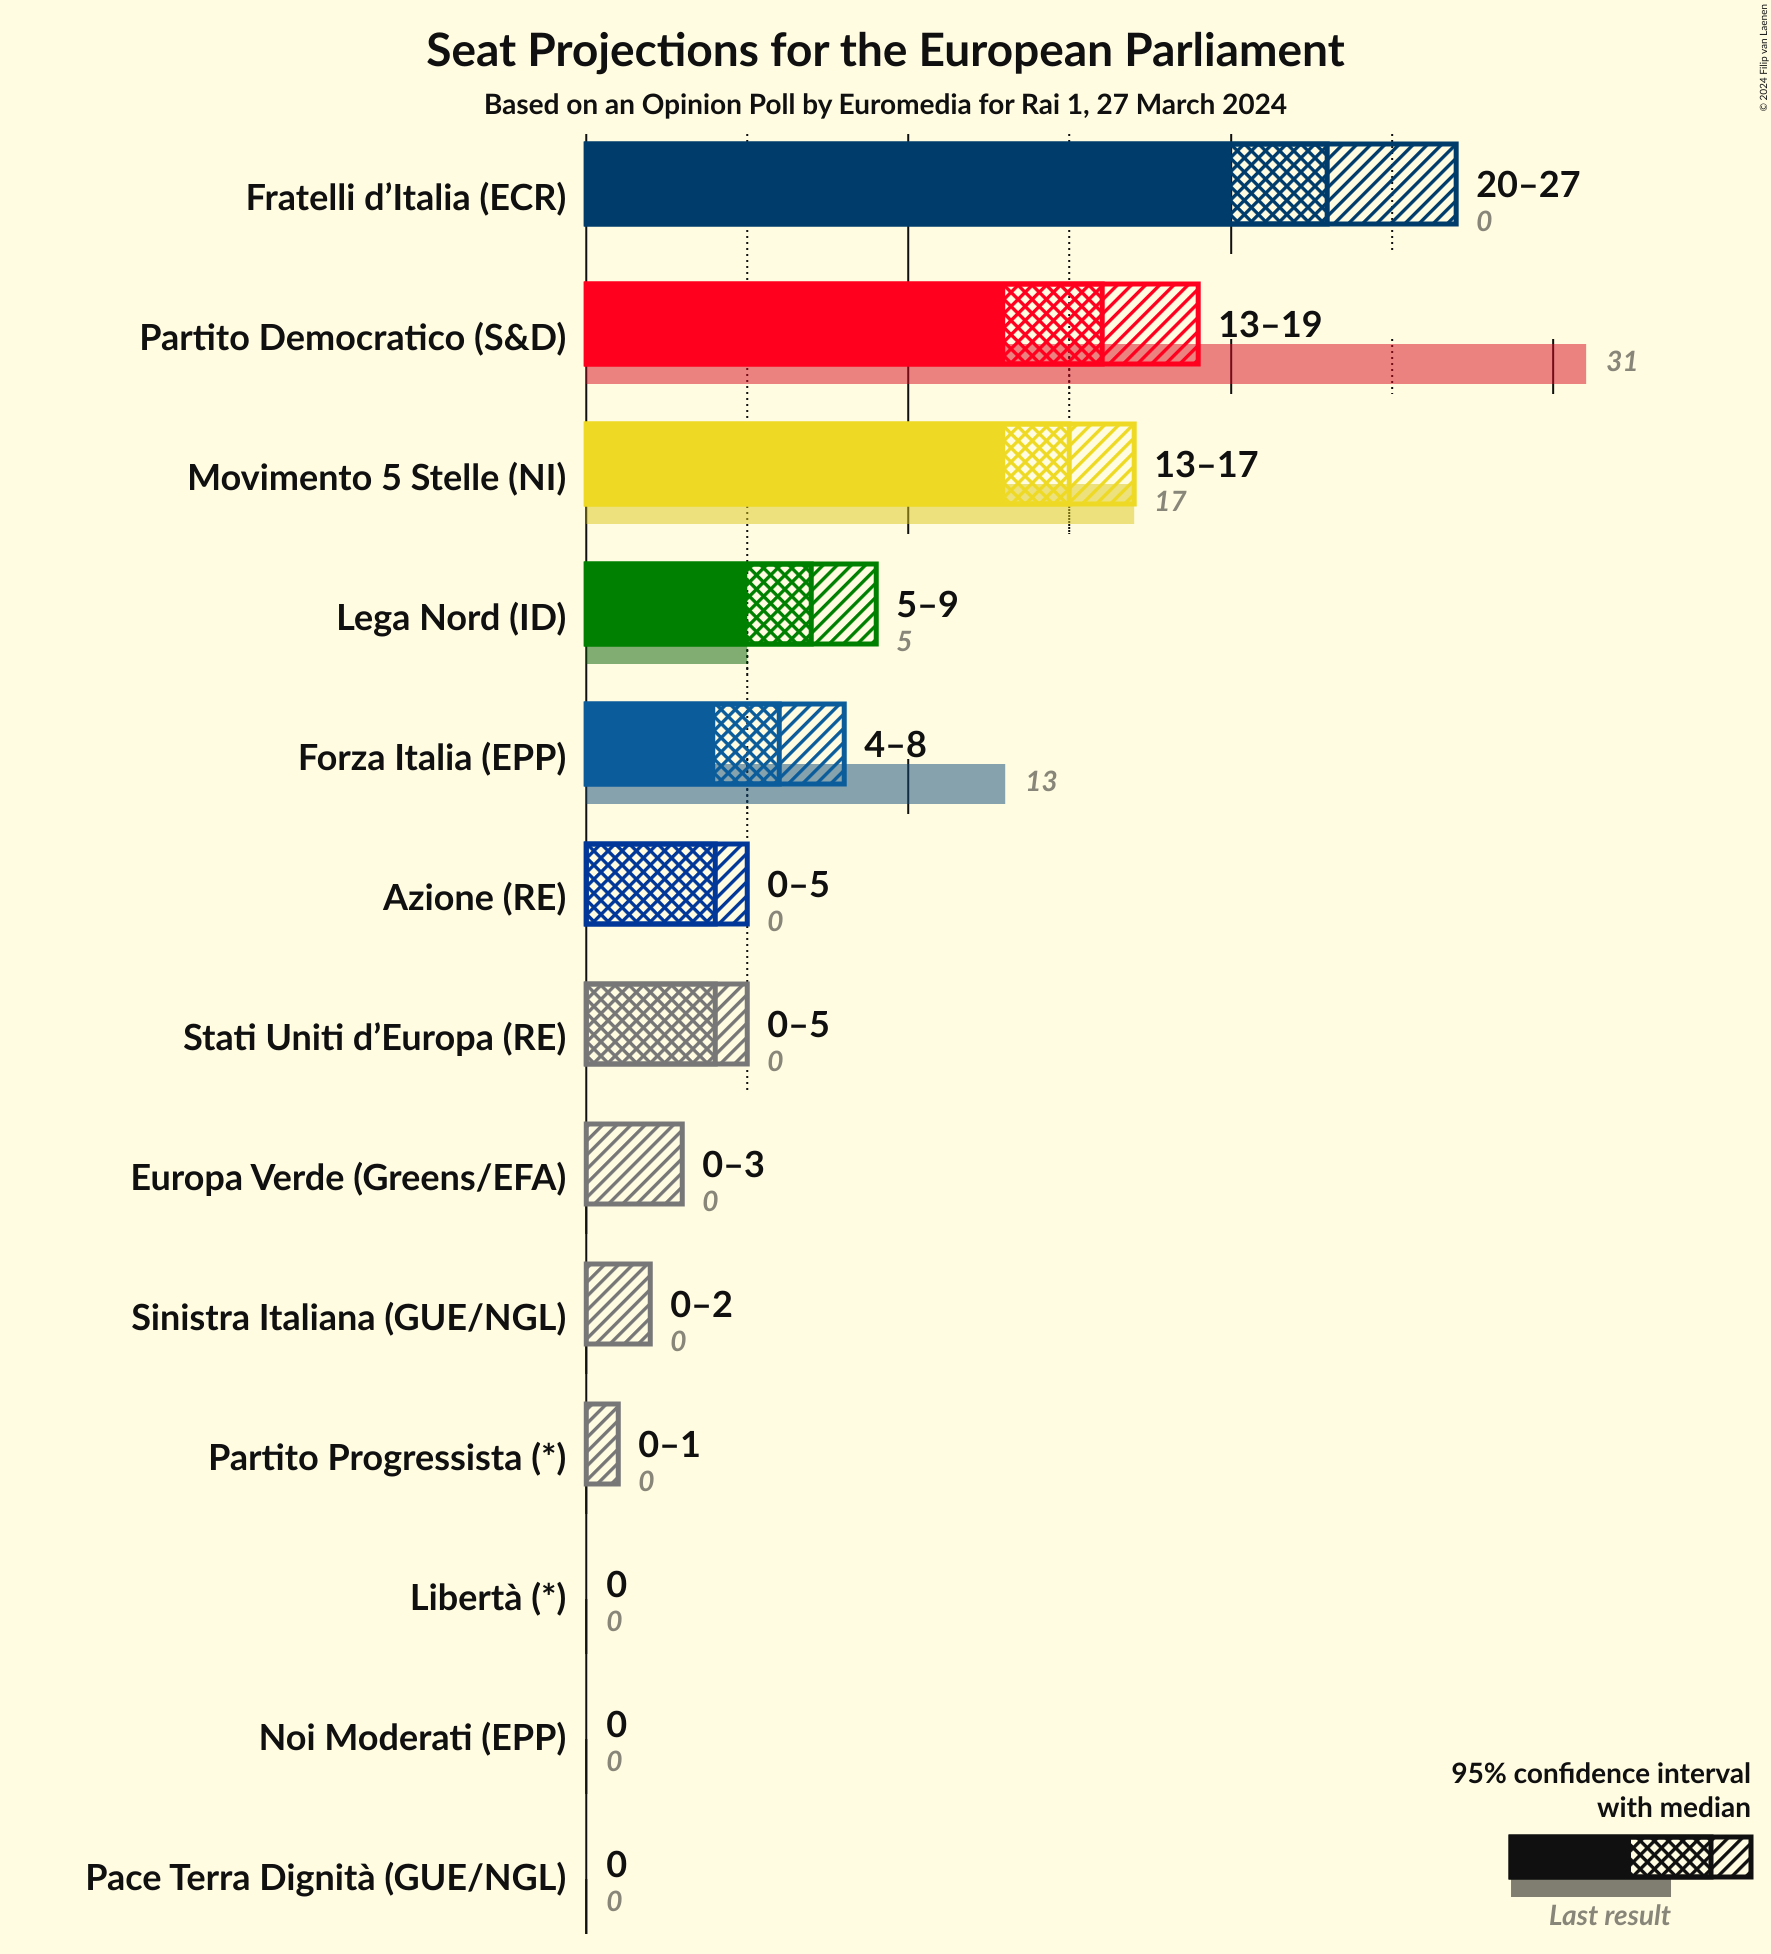 © 2024 Filip van Laenen
Seat Projections for the European Parliament
Based on an Opinion Poll by Euromedia for Rai 1, 27 March 2024
Fratelli d’Italia (ECR)
20–27
0
Partito Democratico (S&D)
13–19
31
Movimento 5 Stelle (NI)
13–17
17
Lega Nord (ID)
5–9
5
Forza Italia (EPP)
4–8
13
Azione (RE)
0–5
0
Stati Uniti d’Europa (RE)
0–5
0
Europa Verde (Greens/EFA)
0–3
0
Sinistra Italiana (GUE/NGL)
0–2
0
Partito Progressista (*)
0–1
0
Libertà (*)
0
0
Noi Moderati (EPP)
0
0
Pace Terra Dignità (GUE/NGL)
0
0
95% confidence interval
with median
Last result